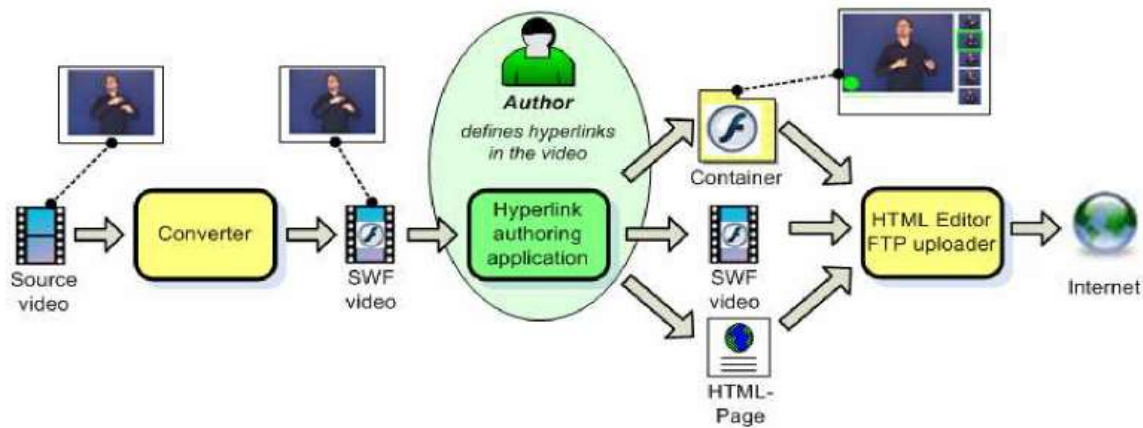 Author
defines hyperlinks
in the video
Source
video
Converter
SWF
video
Hyperlink
authoring
application
Container
SWF
video
HTML-
Page
HTML Editor
FTP uploader
Internet